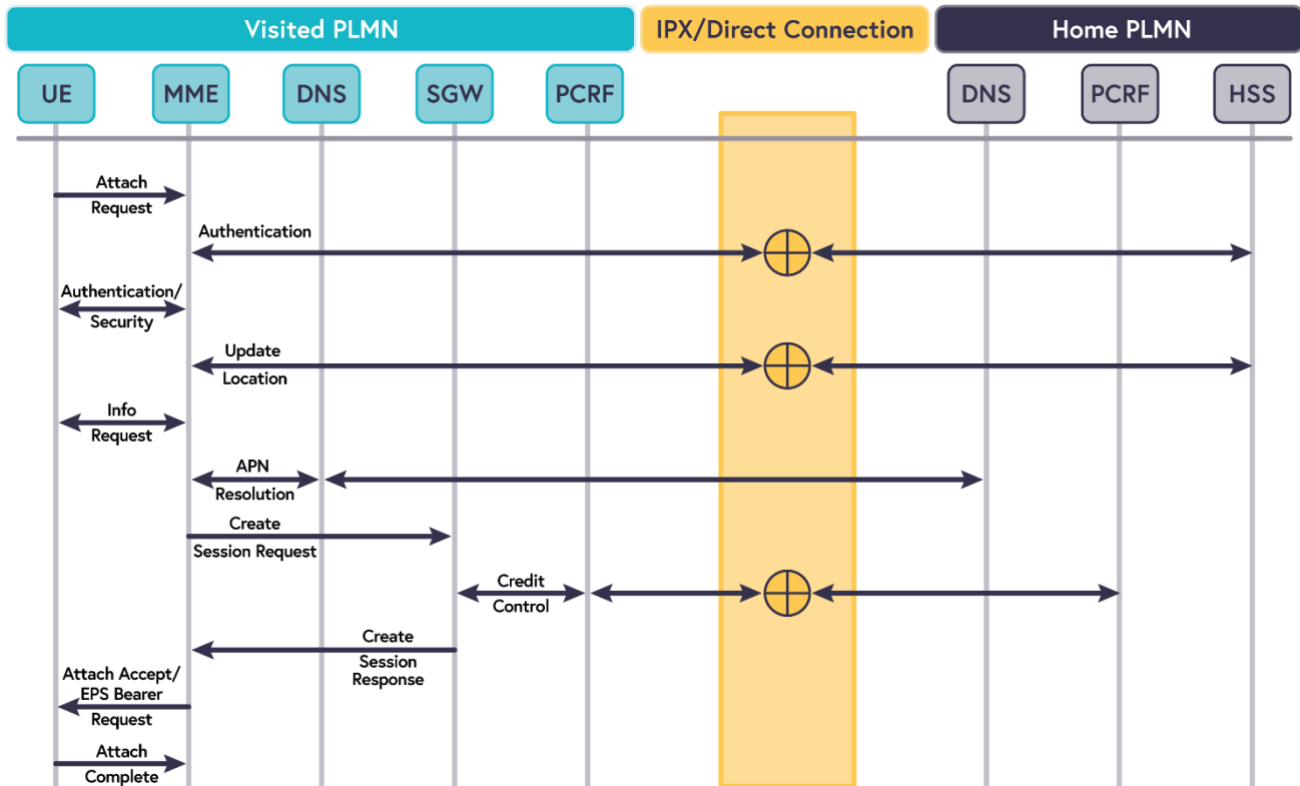 Visited PLMN
IPX/Direct Connection
Home PLMN
UE
MME
DNS
SGW
PCRF
DNS
PCRF
HSS
Attach
Request
Authentication
Authentication/
Security
Update
Location
Info
Request
APN
Resolution
Create
Session Request
Credit
Control
Create
Session
Response
Attach Accept/
EPS Bearer
Request
Attach
Complete